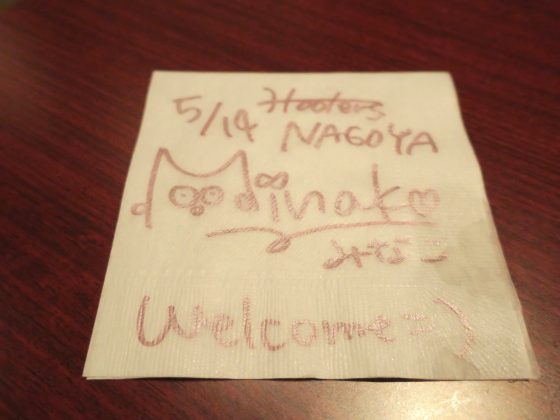 5/14 Hooters
NAGOYA
Minako♡
みなこ
Welcome=)